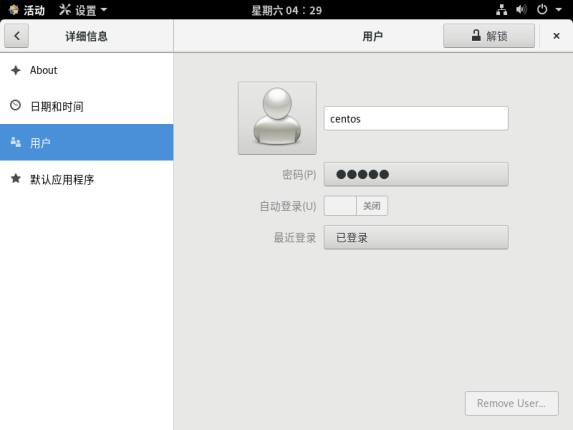 活动 设置 星期六 04：29
详细信息 用户 解锁
About
日期和时间
用户
默认应用程序
centos
密码(P) ●●●●●
自动登录(U) 关闭
最近登录 已登录
Remove User...